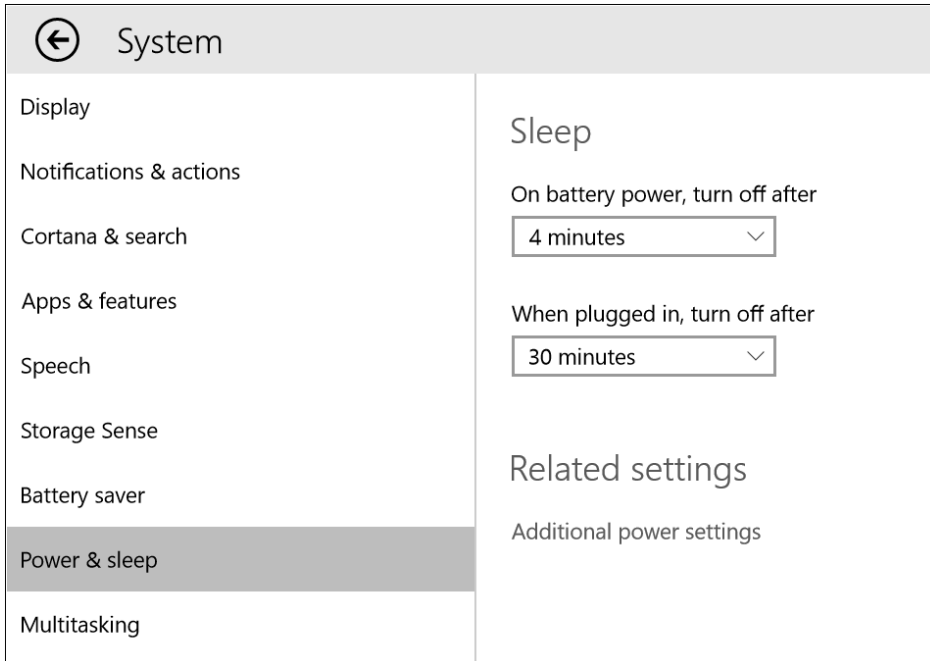 System
Display
Notifications & actions
Cortana & search
Apps & features
Speech
Storage Sense
Battery saver
Power & sleep
Multitasking
Sleep
On battery power, turn off after
4 minutes
When plugged in, turn off after
30 minutes
Related settings
Additional power settings